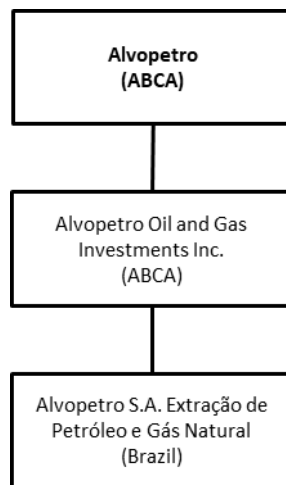 Alvopetro
(ABCA)
Alvopetro Oil and Gas
Investments Inc.
(ABCA)
Alvopetro S.A. Extração de
Petróleo e Gás Natural
(Brazil)